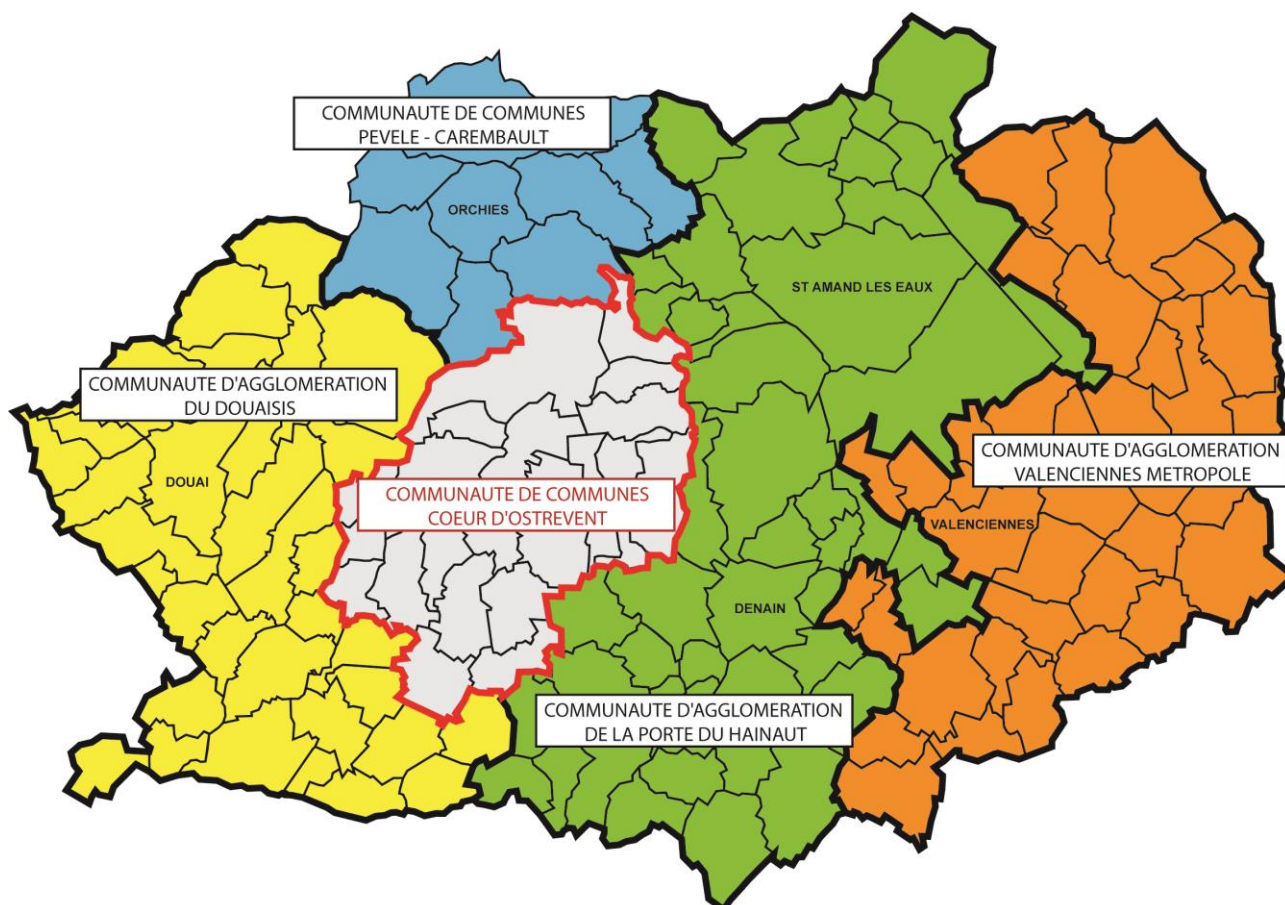 COMMUNAUTE DE COMMUNES
PEVELE - CAREMBAULT
ORCHIES
ST AMAND LES EAUX
COMMUNAUTE D'AGGLOMERATION
DU DOUAISIS
DOUAI
COMMUNAUTE DE COMMUNES
COEUR D'OSTREVENT
COMMUNAUTE D'AGGLOMERATION
VALENCIENNES METROPOLE
VALENCIENNES
DENAIN
COMMUNAUTE D'AGGLOMERATION
DE LA PORTE DU HAINAUT